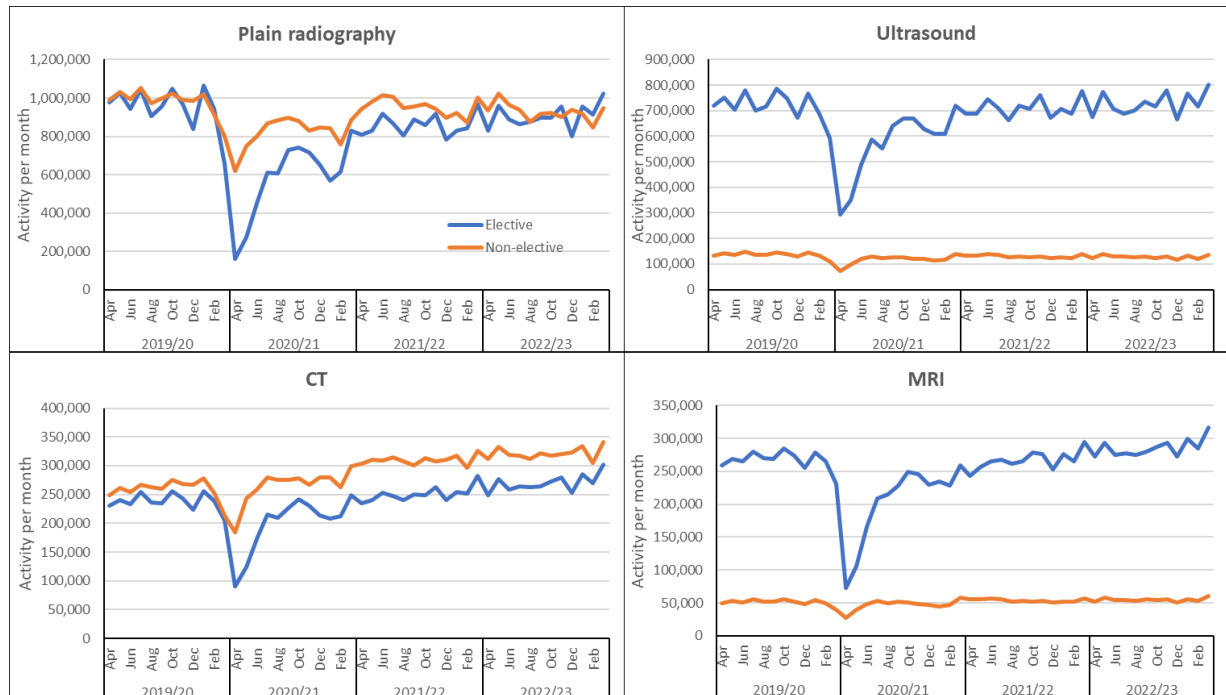 Plain radiography
Activity per month
1,200,000
1,000,000
800,000
600,000
400,000
200,000
0
Elective
Non-elective
Apr Jun Aug Oct Dec Feb Apr Jun Aug Oct Dec Feb Apr Jun Aug Oct Dec Feb Apr Jun Aug Oct Dec Feb
2019/20 2020/21 2021/22 2022/23
Ultrasound
Activity per month
900,000
800,000
700,000
600,000
500,000
400,000
300,000
200,000
100,000
0
Apr Jun Aug Oct Dec Feb Apr Jun Aug Oct Dec Feb Apr Jun Aug Oct Dec Feb Apr Jun Aug Oct Dec Feb
2019/20 2020/21 2021/22 2022/23
CT
Activity per month
400,000
350,000
300,000
250,000
200,000
150,000
100,000
50,000
0
Apr Jun Aug Oct Dec Feb Apr Jun Aug Oct Dec Feb Apr Jun Aug Oct Dec Feb Apr Jun Aug Oct Dec Feb
2019/20 2020/21 2021/22 2022/23
MRI
Activity per month
350,000
300,000
250,000
200,000
150,000
100,000
50,000
0
Apr Jun Aug Oct Dec Feb Apr Jun Aug Oct Dec Feb Apr Jun Aug Oct Dec Feb Apr Jun Aug Oct Dec Feb
2019/20 2020/21 2021/22 2022/23